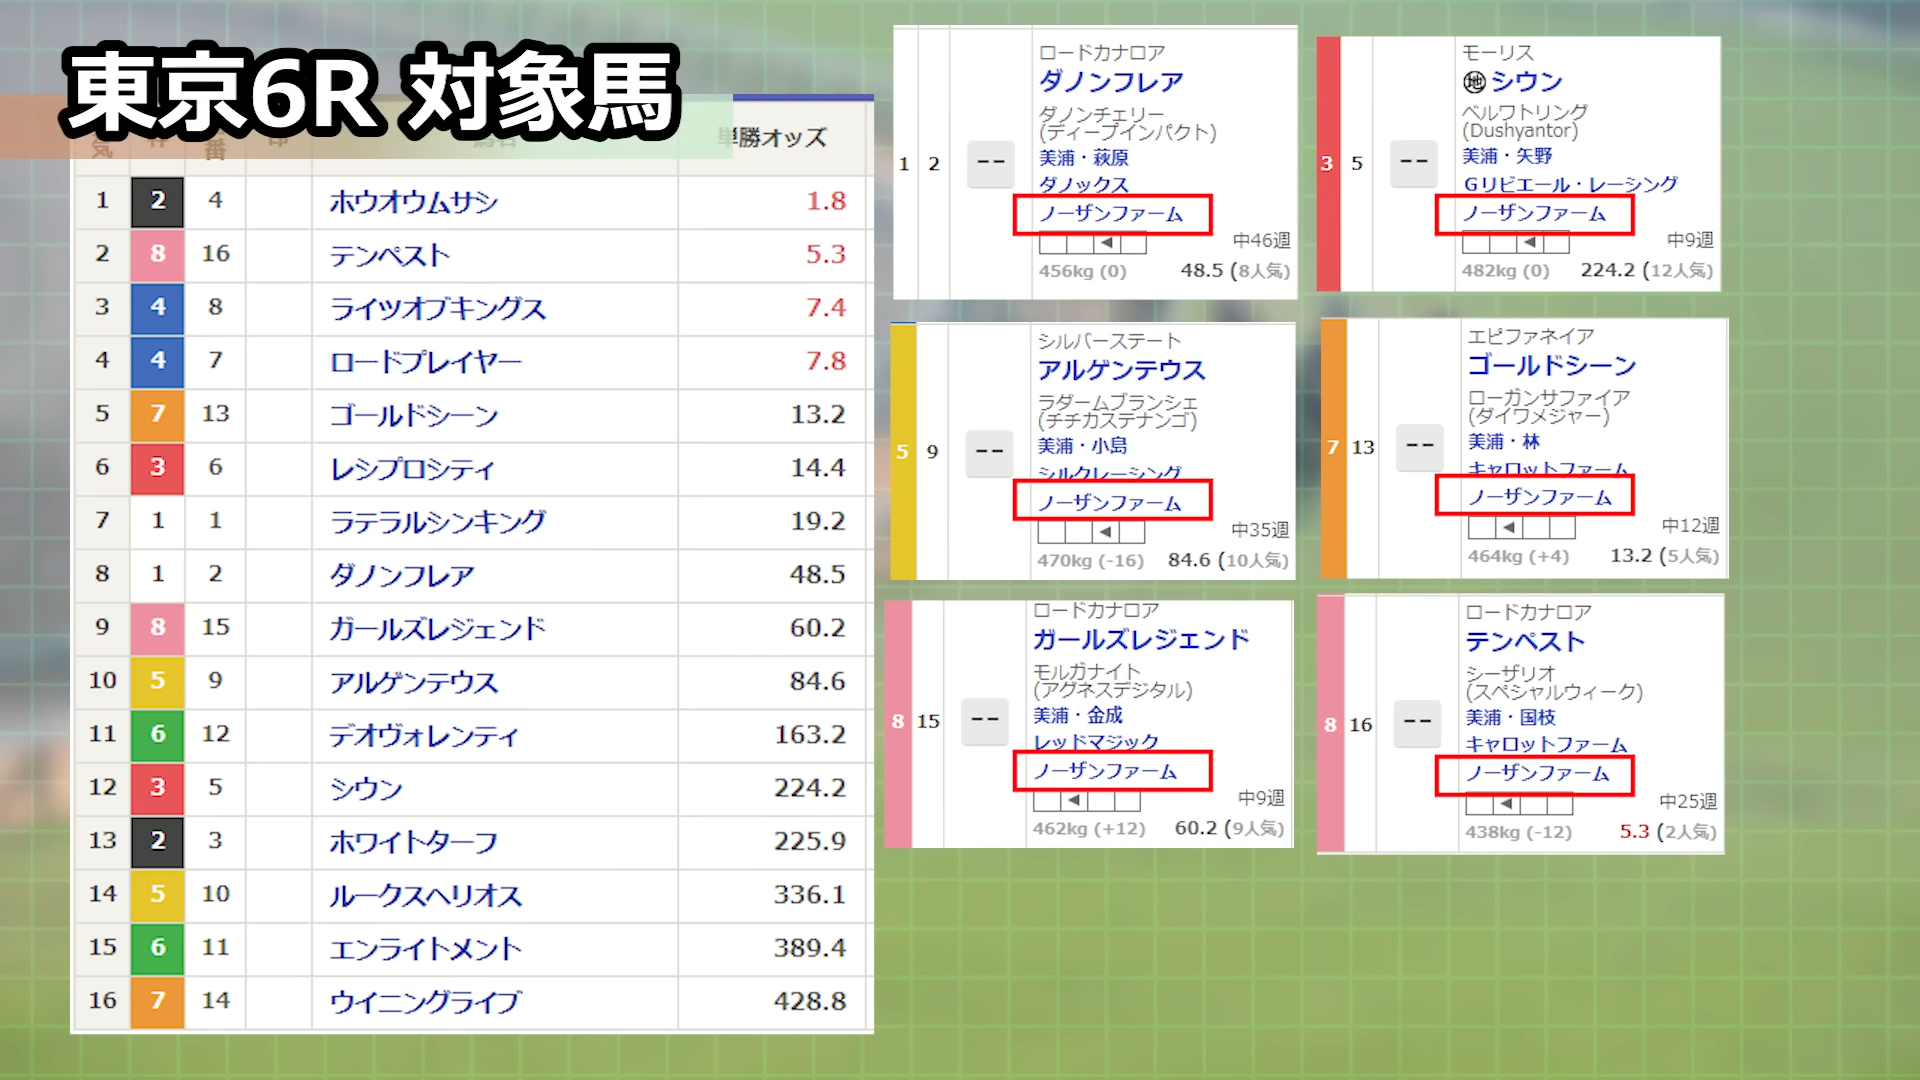 東京6R 対象馬
気
番
単勝オッズ
1 2 4 ホウオウムサシ 1.8
2 8 16 テンペスト 5.3
3 4 8 ライツオブキングス 7.4
4 4 7 ロードプレイヤー 7.8
5 7 13 ゴールドシーン 13.2
6 3 6 レシプロシティ 14.4
7 1 1 ラテラルシンキング 19.2
8 1 2 ダノンフレア 48.5
9 8 15 ガールズレジェンド 60.2
10 5 9 アルゲンテウス 84.6
11 6 12 デオヴォレンティ 163.2
12 3 5 シウン 224.2
13 2 3 ホワイトターフ 225.9
14 5 10 ルークスヘリオス 336.1
15 6 11 エンライトメント 389.4
16 7 14 ウイニングライブ 428.8
1 2 --
ロードカナロア
ダノンフレア
ダノンチェリー
(ディープインパクト)
美浦・萩原
ダノックス
ノーザンファーム
中46週
456kg (0) 48.5 (8人気)
3 5 --
モーリス
地 シウン
ベルワトリング
(Dushyantor)
美浦・矢野
Gリビエール・レーシング
ノーザンファーム
中9週
482kg (0) 224.2 (12人気)
5 9 --
シルバーステート
アルゲンテウス
ラダームブランシェ
(チチカステナンゴ)
美浦・小島
シルクレーシング
ノーザンファーム
中35週
470kg (-16) 84.6 (10人気)
7 13 --
エピファネイア
ゴールドシーン
ローガンサファイア
(ダイワメジャー)
美浦・林
キャロットファーム
ノーザンファーム
中12週
464kg (+4) 13.2 (5人気)
8 15 --
ロードカナロア
ガールズレジェンド
モルガナイト
(アグネスデジタル)
美浦・金成
レッドマジック
ノーザンファーム
中9週
462kg (+12) 60.2 (9人気)
8 16 --
ロードカナロア
テンペスト
シーザリオ
(スペシャルウィーク)
美浦・国枝
キャロットファーム
ノーザンファーム
中25週
438kg (-12) 5.3 (2人気)